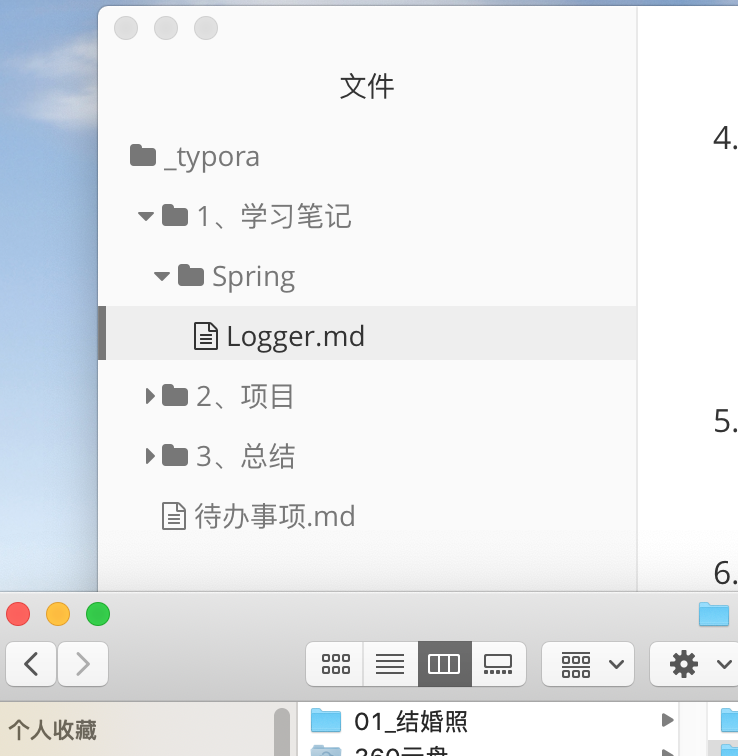 文件
_typora
1、学习笔记
Spring
Logger.md
2、项目
3、总结
待办事项.md
4.
5.
6.
个人收藏
01_结婚照
360云盘